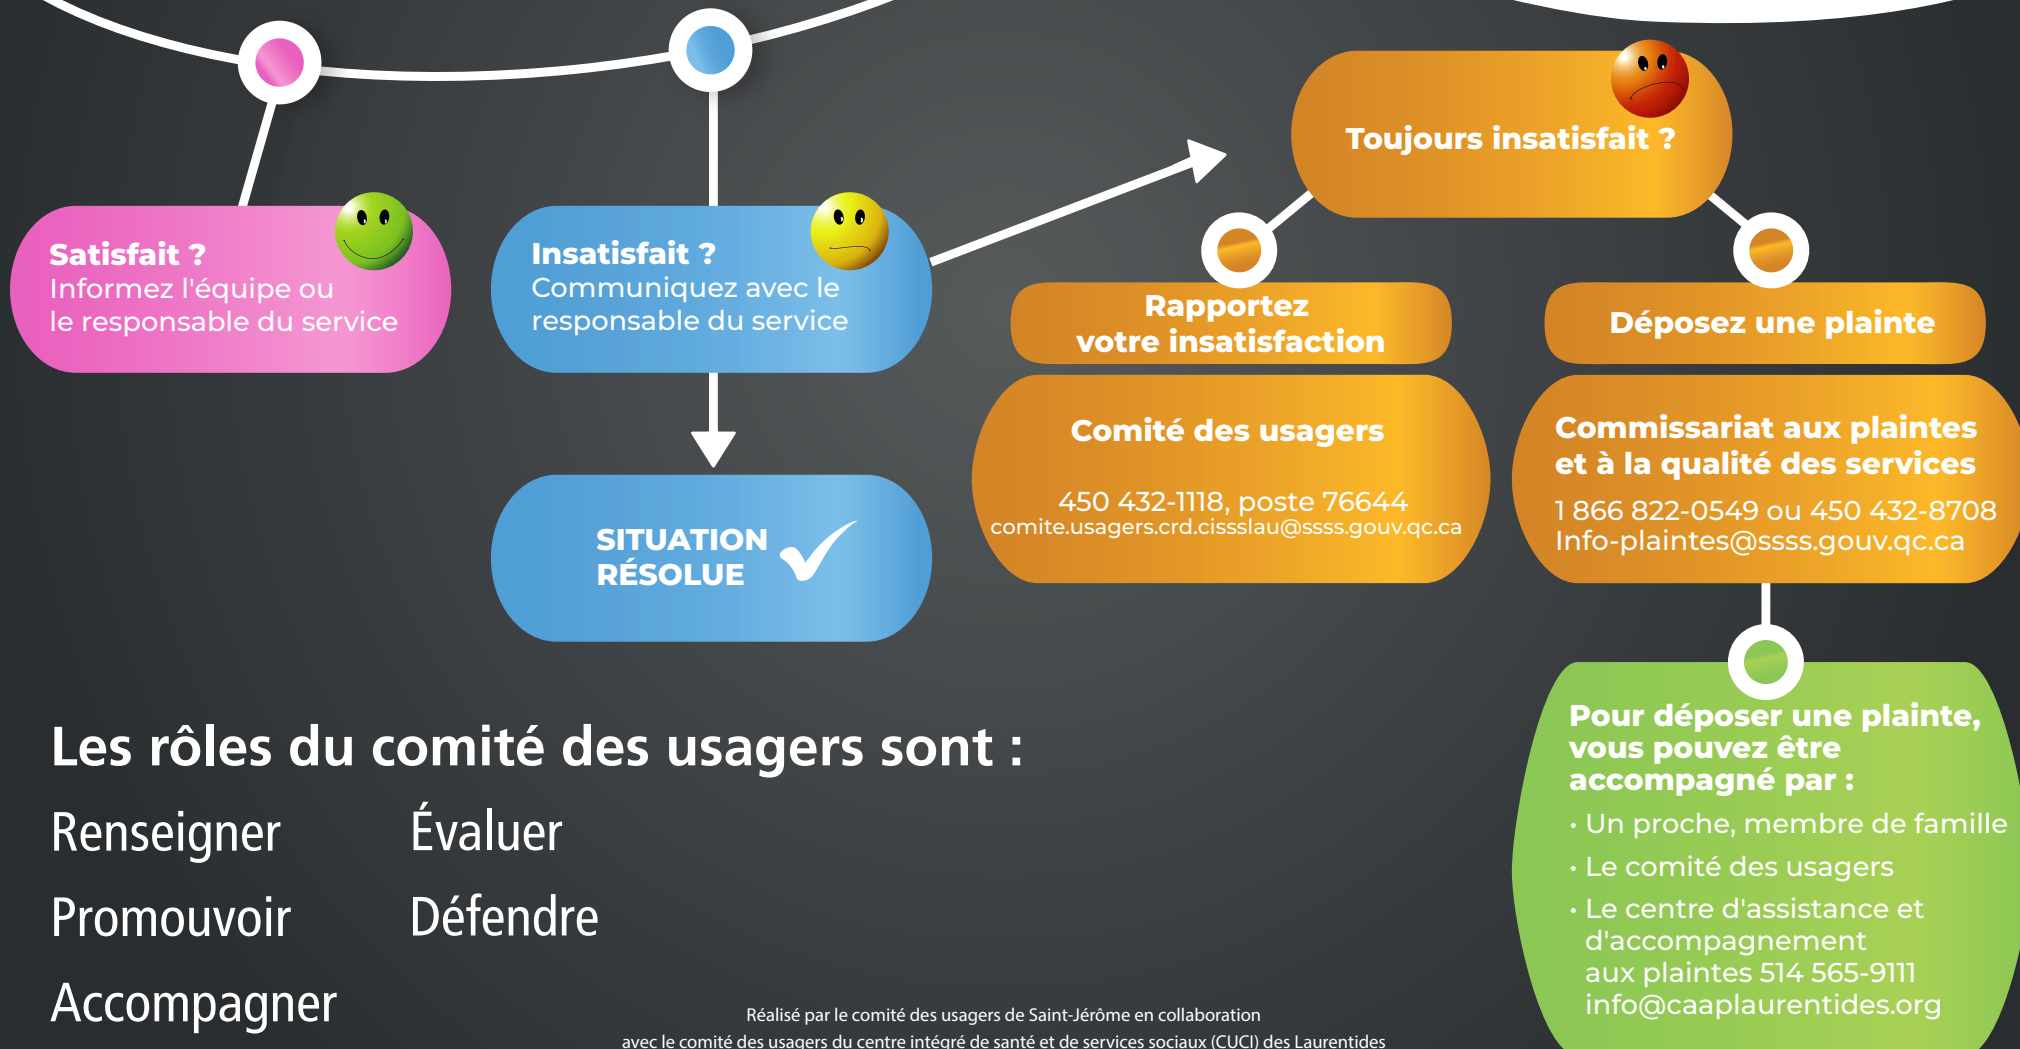 Satisfait ?
Informez l'équipe ou
le responsable du service
Insatisfait ?
Communiquez avec le
responsable du service
SITUATION
RÉSOLUE
Toujours insatisfait ?
Rapportez
votre insatisfaction
Comité des usagers
450 432-1118, poste 76644
comite.usagers.crd.cissslau@ssss.gouv.qc.ca
Déposez une plainte
Commissariat aux plaintes
et à la qualité des services
1 866 822-0549 ou 450 432-8708
Info-plaintes@ssss.gouv.qc.ca
Pour déposer une plainte,
vous pouvez être
accompagné par :
• Un proche, membre de famille
• Le comité des usagers
• Le centre d'assistance et
d'accompagnement
aux plaintes 514 565-9111
info@caaplaurentides.org
Les rôles du comité des usagers sont :
Renseigner
Promouvoir
Accompagner
Évaluer
Défendre
Réalisé par le comité des usagers de Saint-Jérôme en collaboration
avec le comité des usagers du centre intégré de santé et de services sociaux (CUCI) des Laurentides